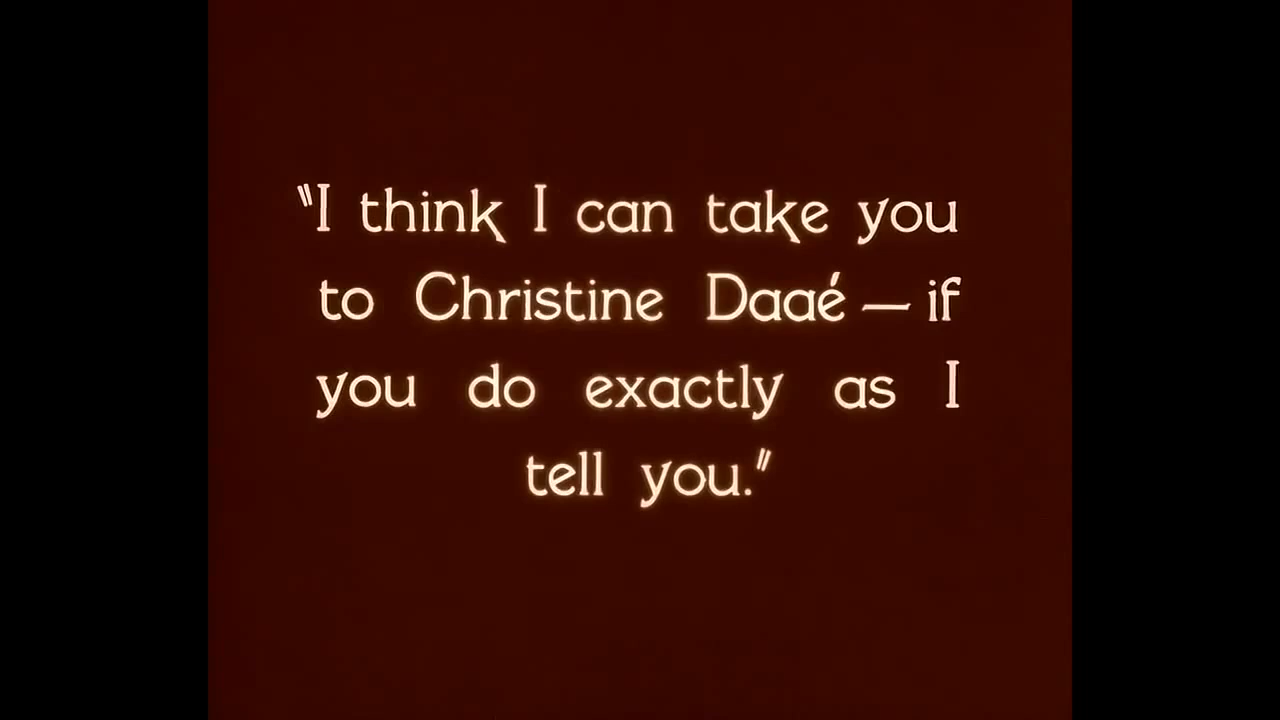 "I think I can take you
to Christine Daaé — if
you do exactly as I
tell you."